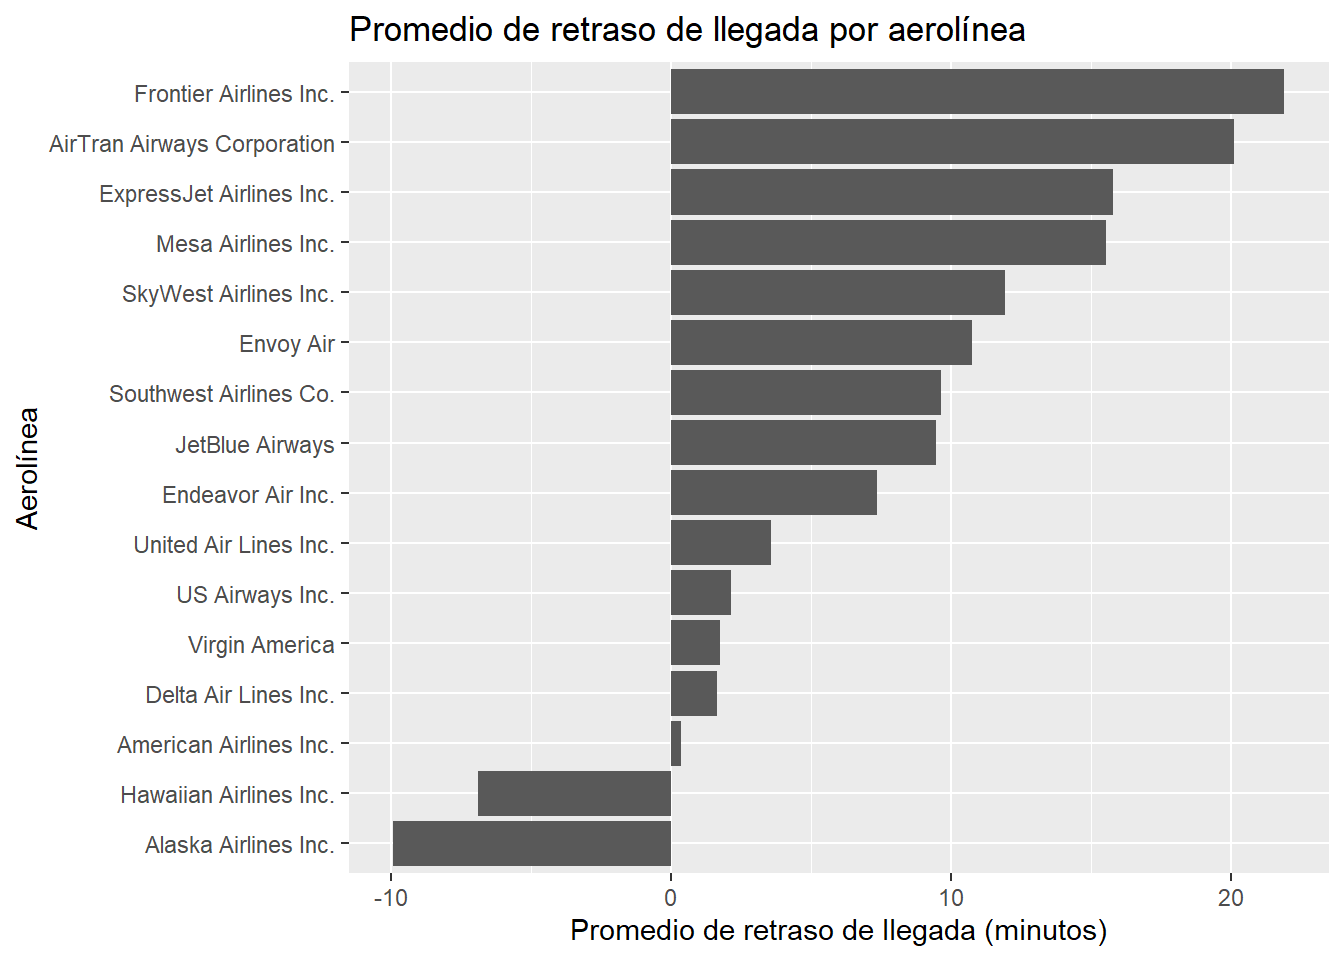 Promedio de retraso de llegada por aerolínea
Frontier Airlines Inc.
AirTran Airways Corporation
ExpressJet Airlines Inc.
Mesa Airlines Inc.
SkyWest Airlines Inc.
Envoy Air
Southwest Airlines Co.
JetBlue Airways
Endeavor Air Inc.
United Air Lines Inc.
US Airways Inc.
Virgin America
Delta Air Lines Inc.
American Airlines Inc.
Hawaiian Airlines Inc.
Alaska Airlines Inc.
Aerolínea
-10 0 10 20
Promedio de retraso de llegada (minutos)